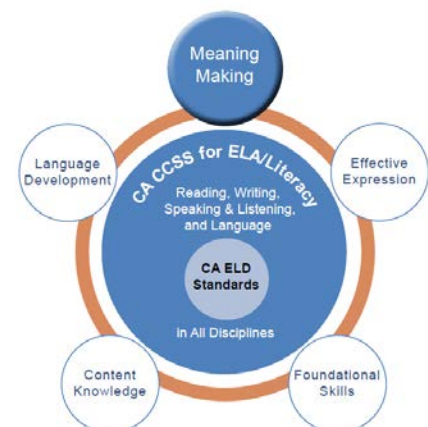 Meaning
Making
Language
Development
Effective
Expression
CA CCSS for ELA/Literacy
Reading, Writing,
Speaking & Listening,
and Language
CA ELD
Standards
in All Disciplines
Content
Knowledge
Foundational
Skills